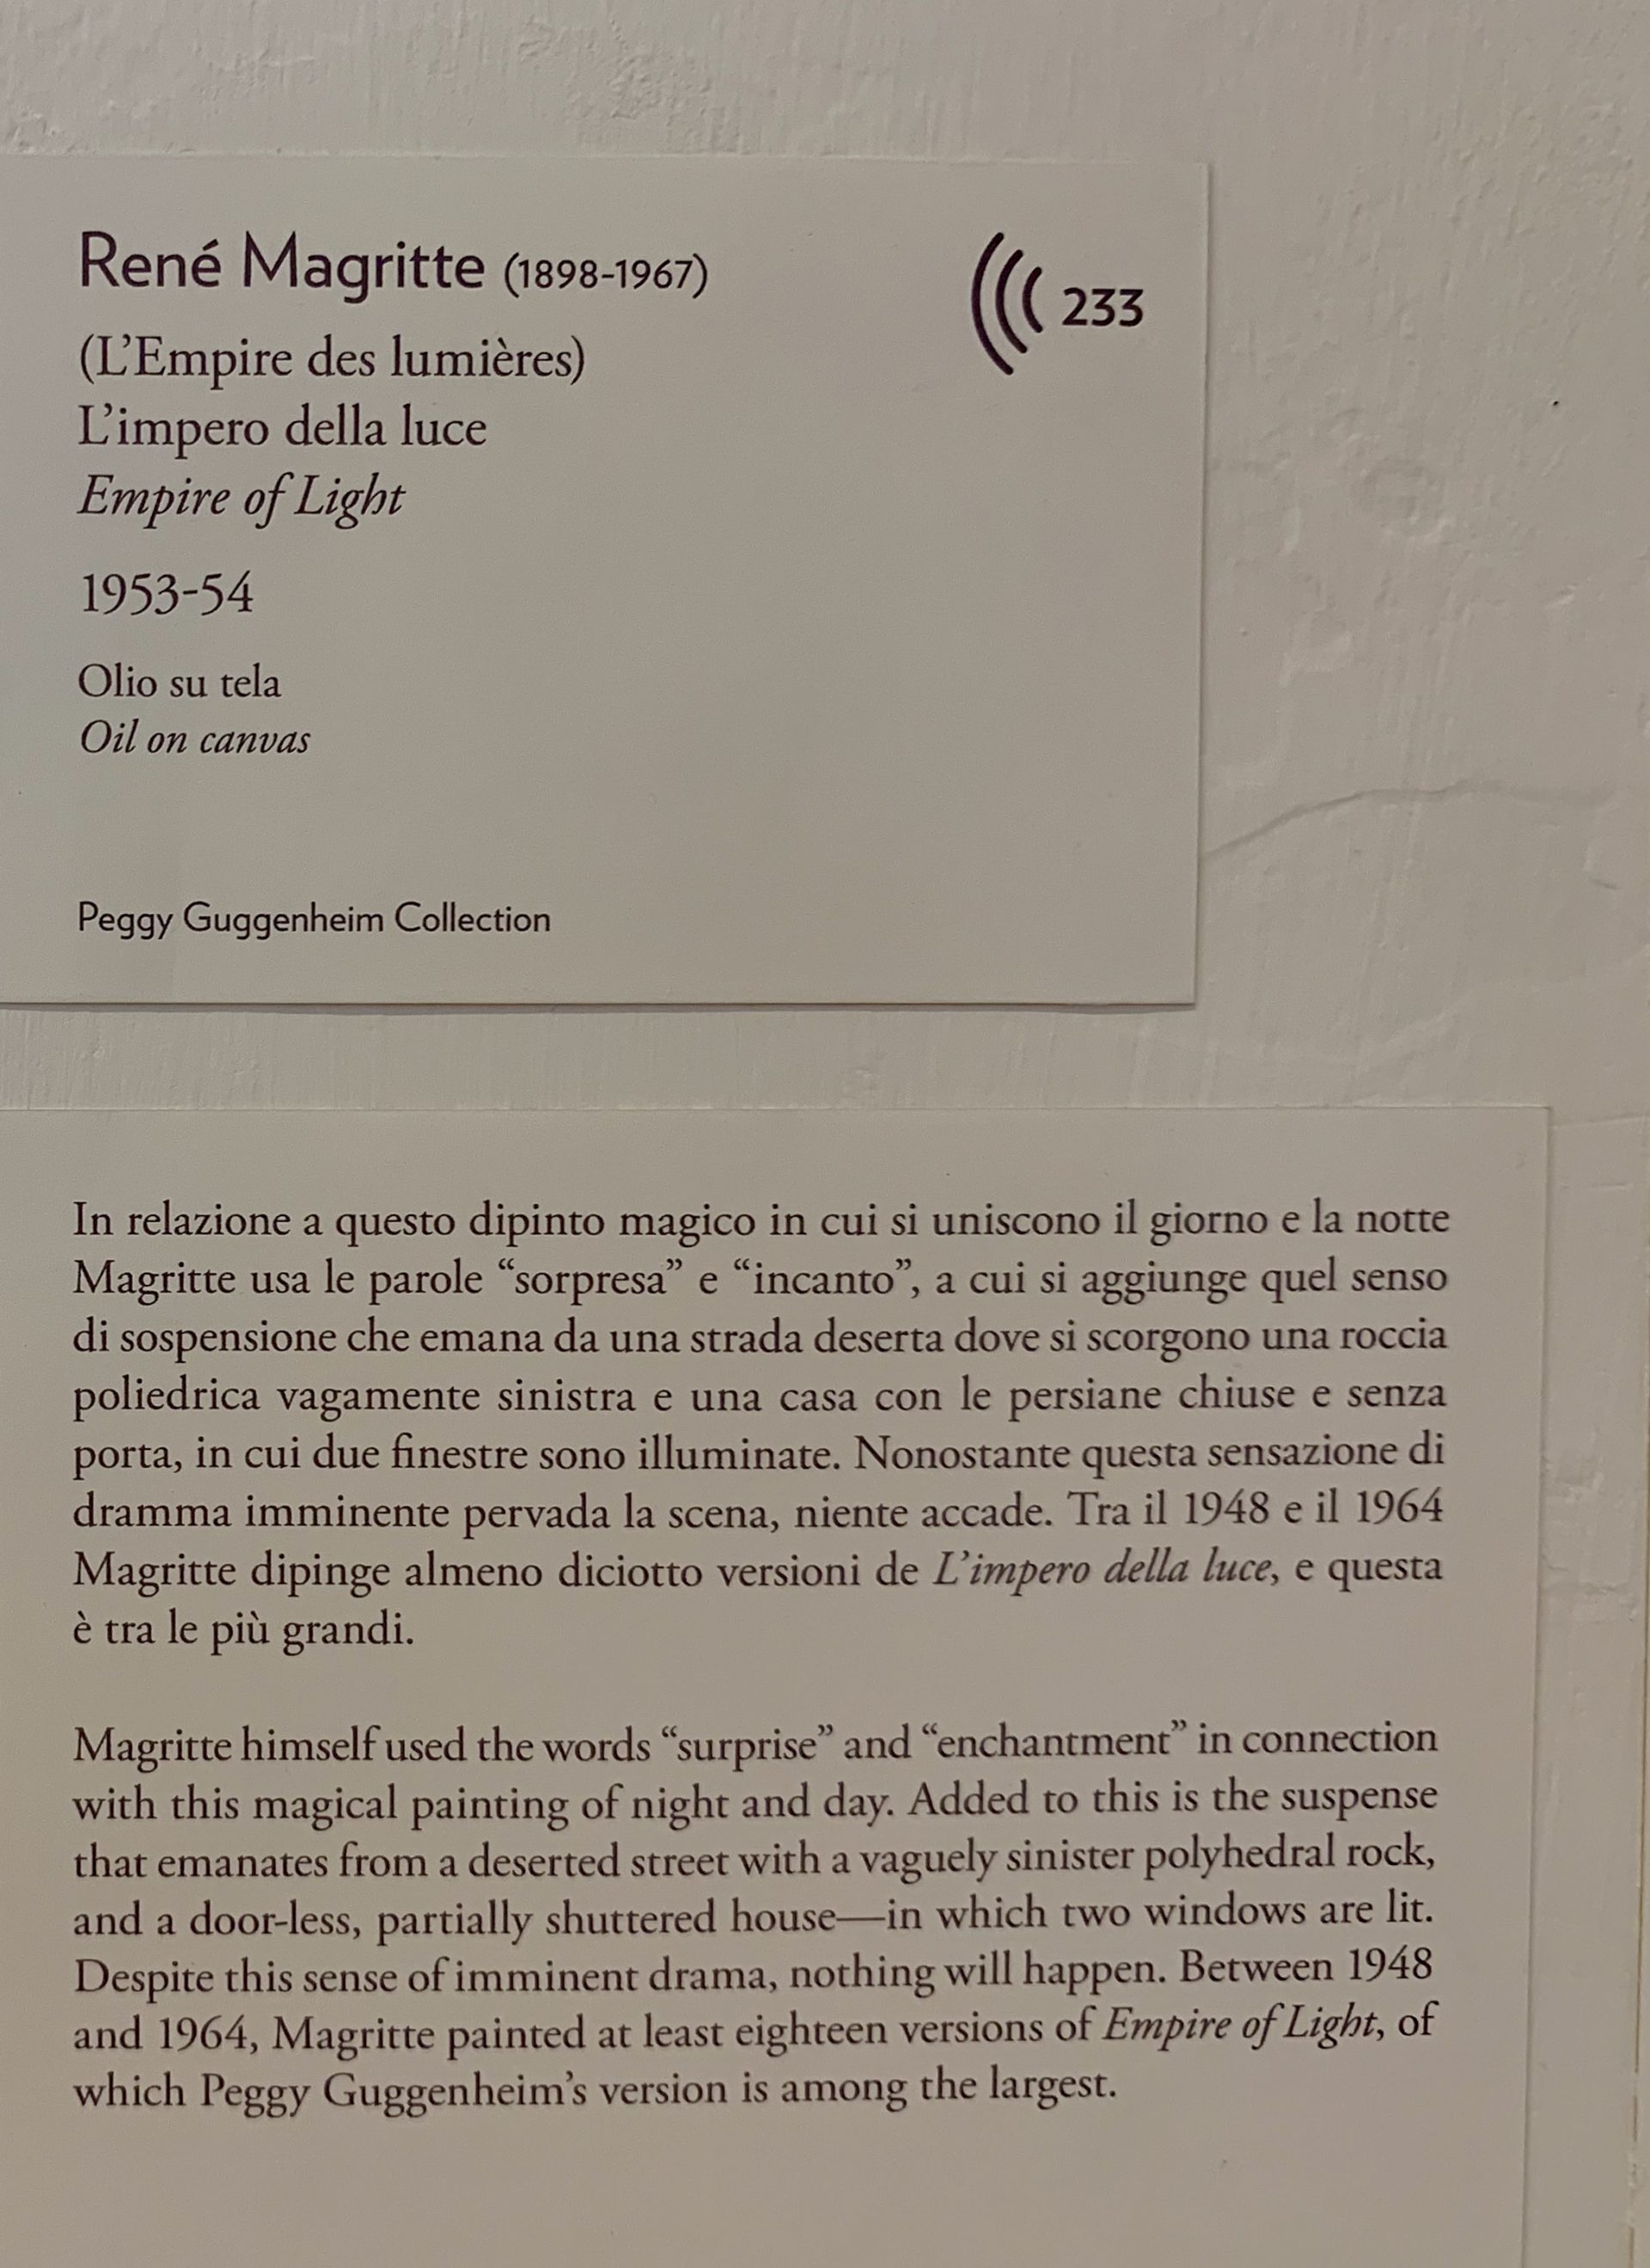 René Magritte (1898-1967)
233
(L’Empire des lumières)
L’impero della luce
Empire of Light
1953-54
Olio su tela
Oil on canvas
Peggy Guggenheim Collection
In relazione a questo dipinto magico in cui si uniscono il giorno e la notte
Magritte usa le parole “sorpresa” e “incanto”, a cui si aggiunge quel senso
di sospensione che emana da una strada deserta dove si scorgono una roccia
poliedrica vagamente sinistra e una casa con le persiane chiuse e senza
porta, in cui due finestre sono illuminate. Nonostante questa sensazione di
dramma imminente pervada la scena, niente accade. Tra il 1948 e il 1964
Magritte dipinge almeno diciotto versioni de L’impero della luce, e questa
è tra le più grandi.
Magritte himself used the words “surprise” and “enchantment” in connection
with this magical painting of night and day. Added to this is the suspense
that emanates from a deserted street with a vaguely sinister polyhedral rock,
and a door-less, partially shuttered house—in which two windows are lit.
Despite this sense of imminent drama, nothing will happen. Between 1948
and 1964, Magritte painted at least eighteen versions of Empire of Light, of
which Peggy Guggenheim’s version is among the largest.